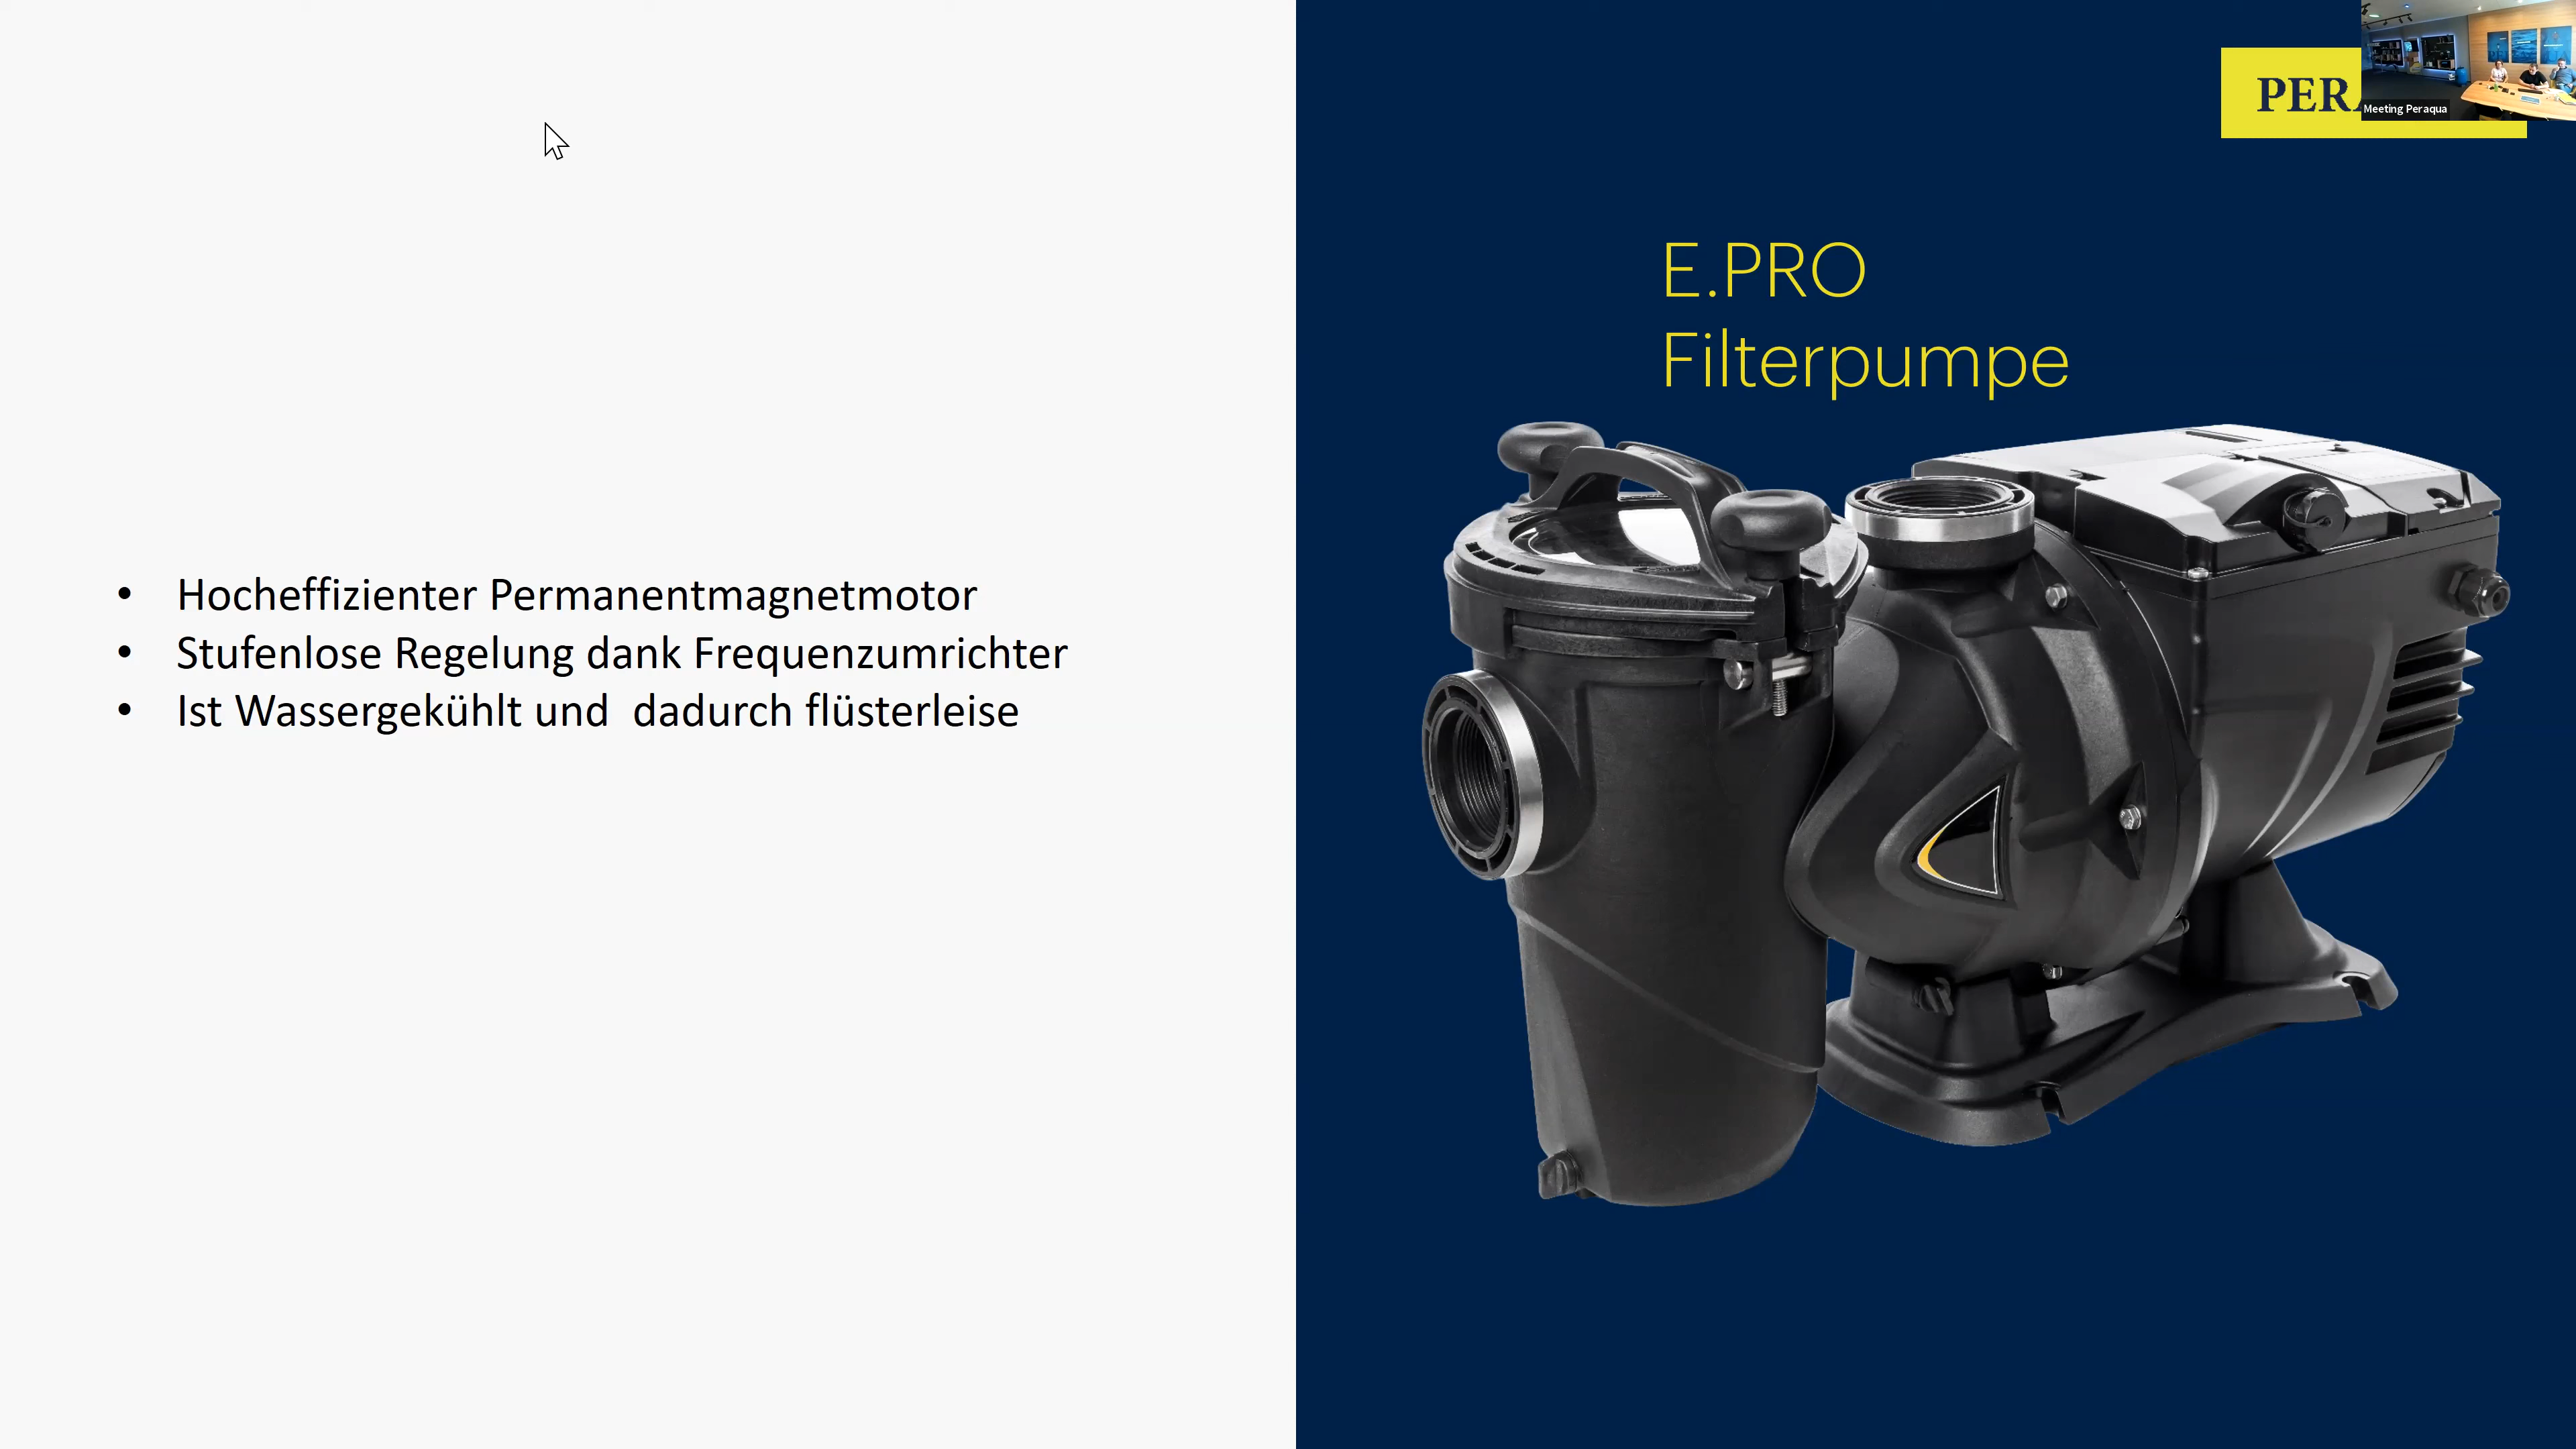 E.PRO
Filterpumpe
• Hocheffizienter Permanentmagnetmotor
• Stufenlose Regelung dank Frequenzumrichter
• Ist Wassergekühlt und  dadurch flüsterleise
PER
Meeting Peraqua